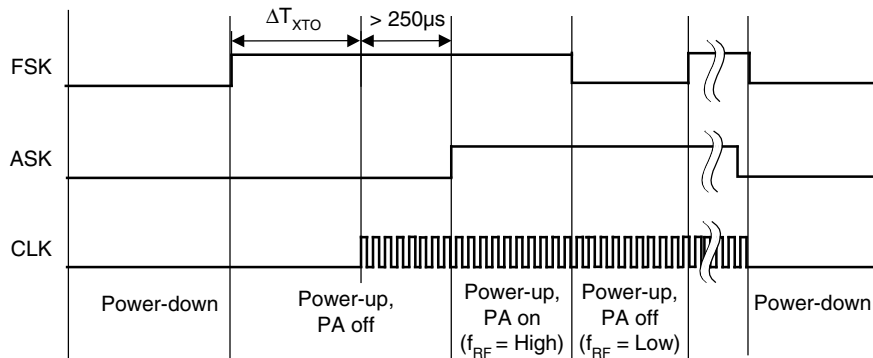 ΔT_XTO
> 250µs
FSK
ASK
CLK
Power-down
Power-up,
PA off
Power-up,
PA on
(f_RF = High)
Power-up,
PA off
(f_RF = Low)
Power-down